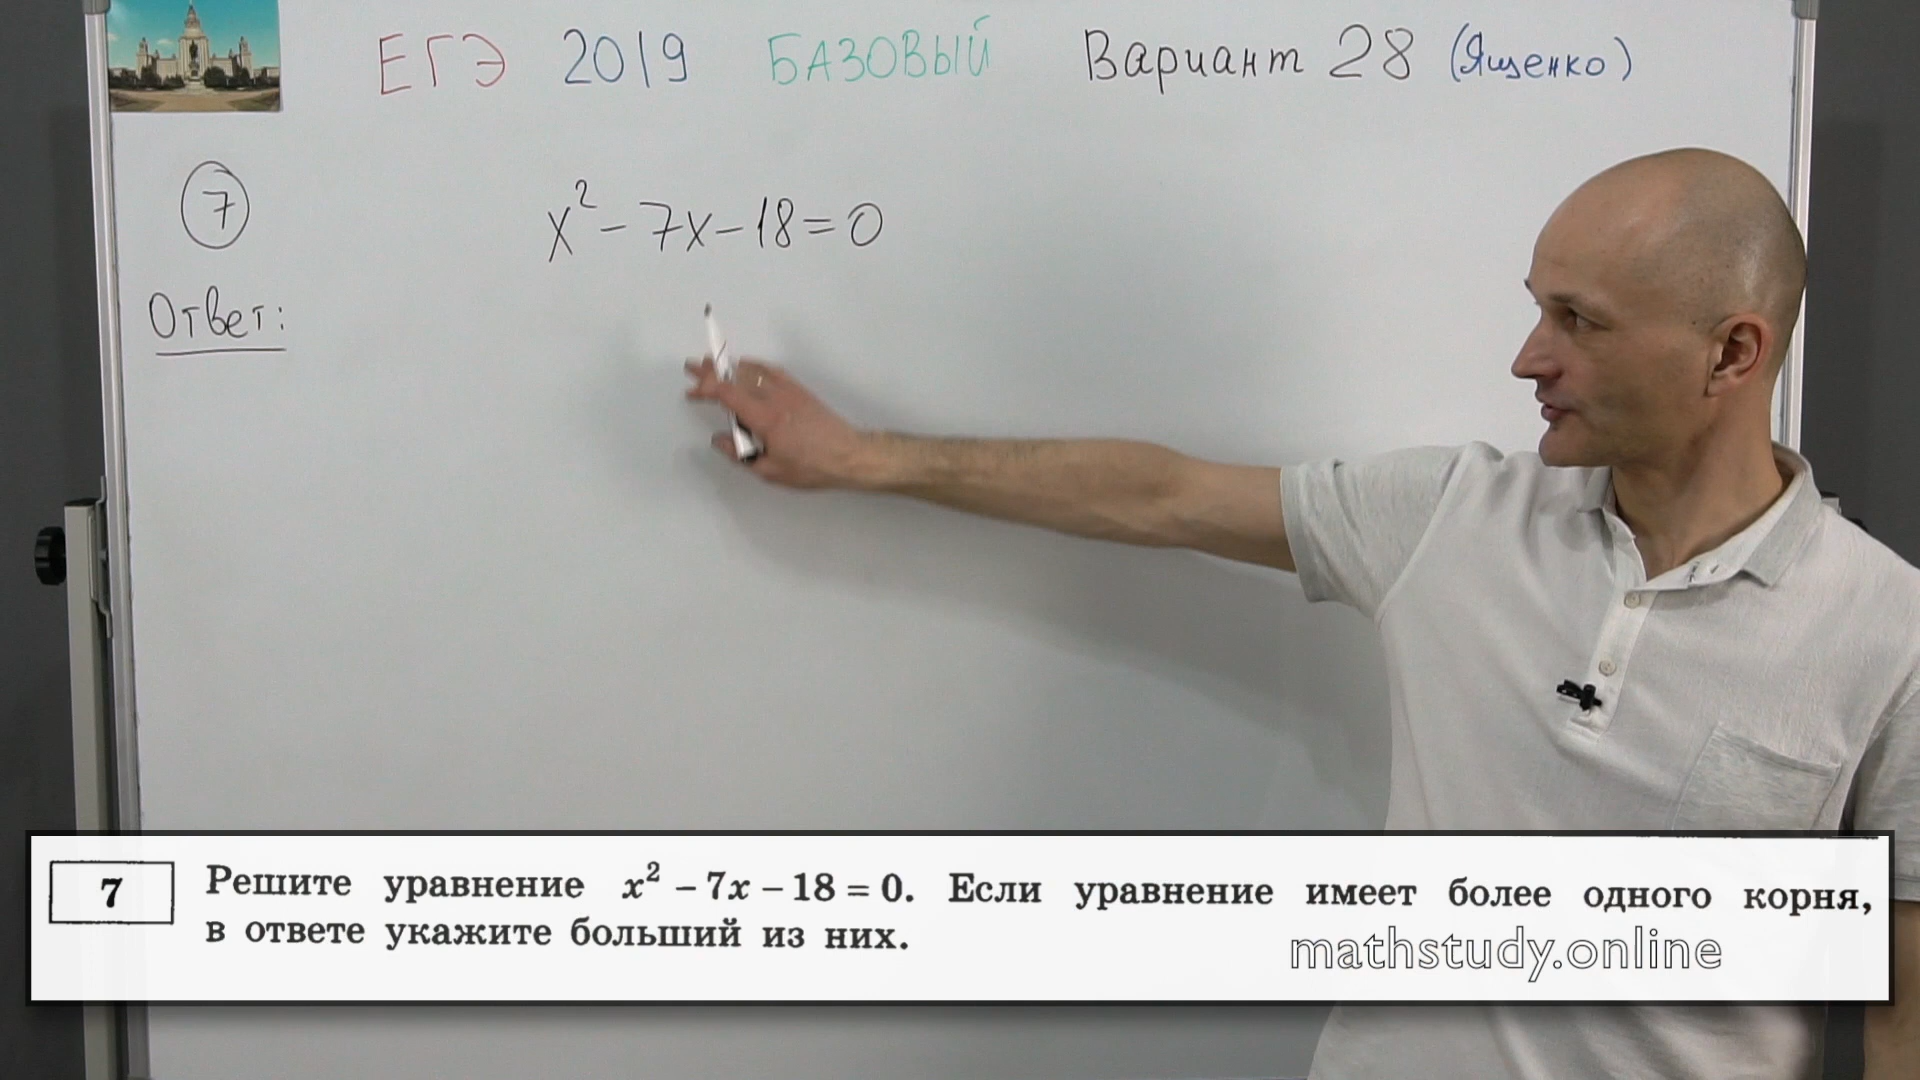 ЕГЭ 2019 БАЗОВЫЙ Вариант 28 (Ященко)
7
x² - 7x - 18 = 0
Ответ:
7
Решите уравнение x² − 7x − 18 = 0. Если уравнение имеет более одного корня,
в ответе укажите больший из них.
mathstudy.online